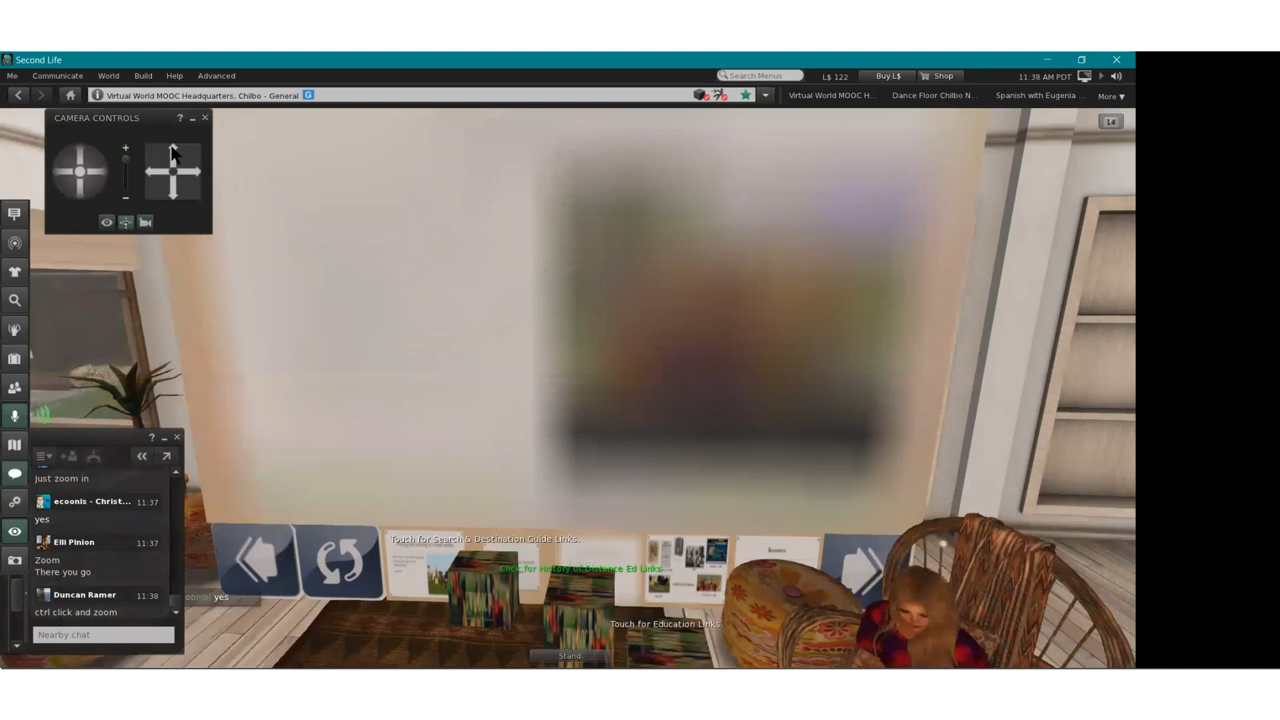 Second Life
Me Communicate World Build Help Advanced
Search Menus
L$ 122
Buy L$
Shop
11:38 AM PDT
Virtual World MOOC Headquarters, Chilbo - General G
Virtual World MOOC H...
Dance Floor Chilbo N...
Spanish with Eugenia ...
More ▼
CAMERA CONTROLS
?
14
?
Just zoom in
ecoonis - Christ... 11:37
yes
Elli Pinion 11:37
Zoom
There you go
Duncan Ramer 11:38
ctrl click and zoom
Nearby chat
yes
Touch for Search & Destination Guide Links.
Click for History of Distance Ed Links
Touch for Education Links
Stand